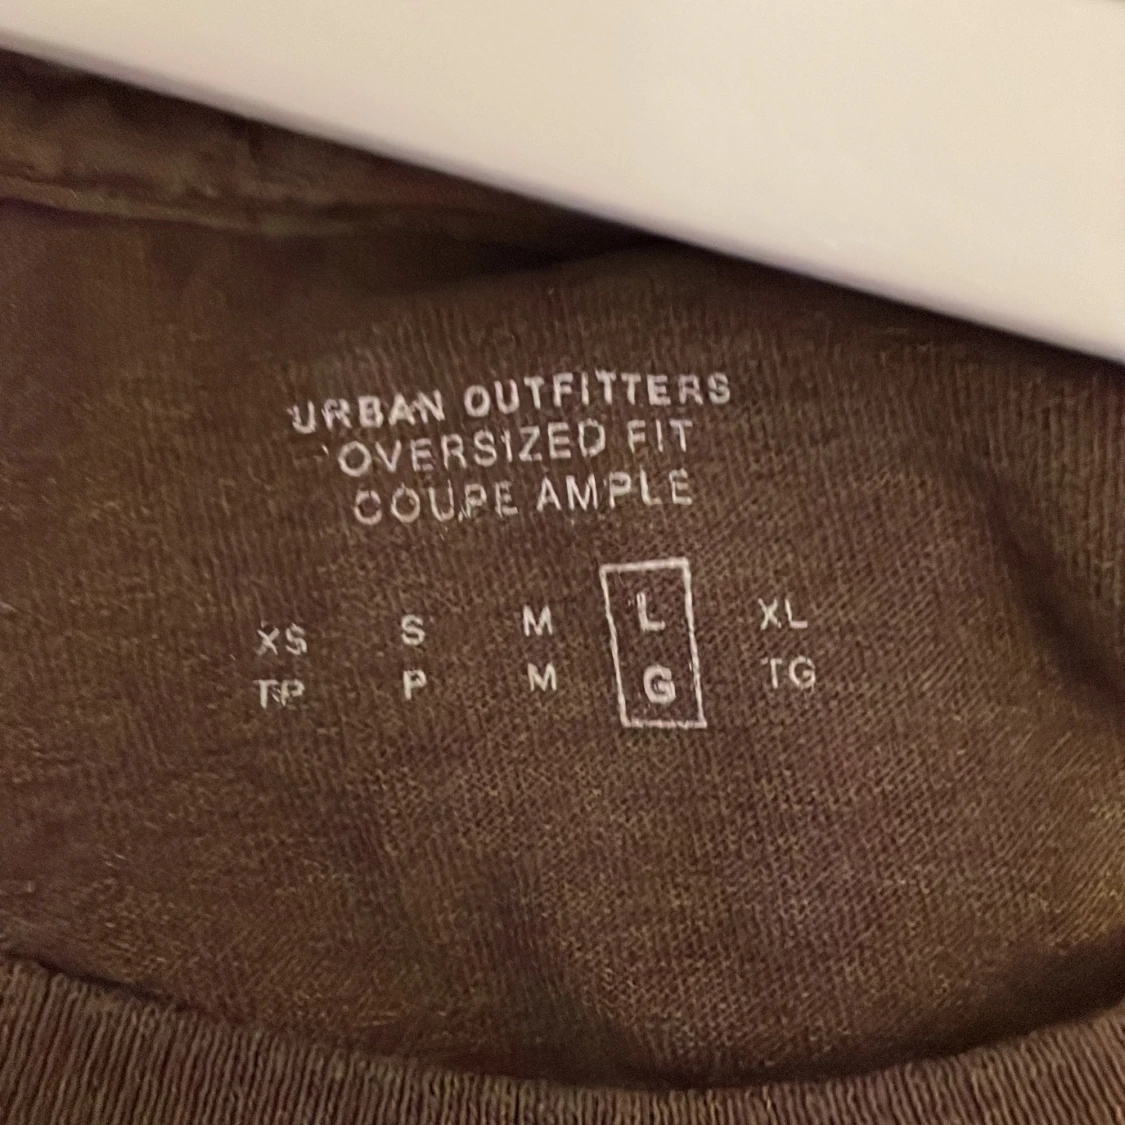 URBAN OUTFITTERS
OVERSIZED FIT
COUPE AMPLE
XS S M L XL
TP P M G TG